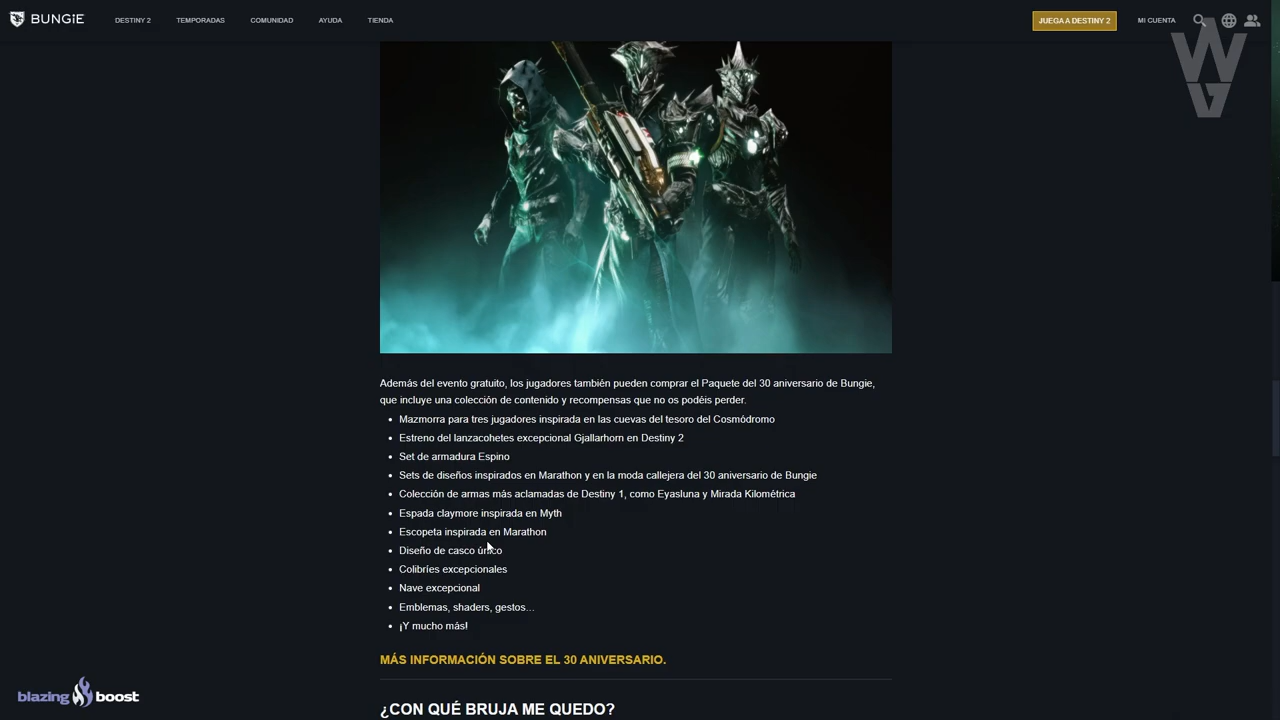 BUNGiE
DESTINY 2
TEMPORADAS
COMUNIDAD
AYUDA
TIENDA
JUEGA A DESTINY 2
MI CUENTA
WG
Además del evento gratuito, los jugadores también pueden comprar el Paquete del 30 aniversario de Bungie,
que incluye una colección de contenido y recompensas que no os podéis perder.
Mazmorra para tres jugadores inspirada en las cuevas del tesoro del Cosmódromo
Estreno del lanzacohetes excepcional Gjallarhorn en Destiny 2
Set de armadura Espino
Sets de diseños inspirados en Marathon y en la moda callejera del 30 aniversario de Bungie
Colección de armas más aclamadas de Destiny 1, como Eyasluna y Mirada Kilométrica
Espada claymore inspirada en Myth
Escopeta inspirada en Marathon
Diseño de casco único
Colibríes excepcionales
Nave excepcional
Emblemas, shaders, gestos...
¡Y mucho más!
MÁS INFORMACIÓN SOBRE EL 30 ANIVERSARIO.
blazing boost
¿CON QUÉ BRUJA ME QUEDO?